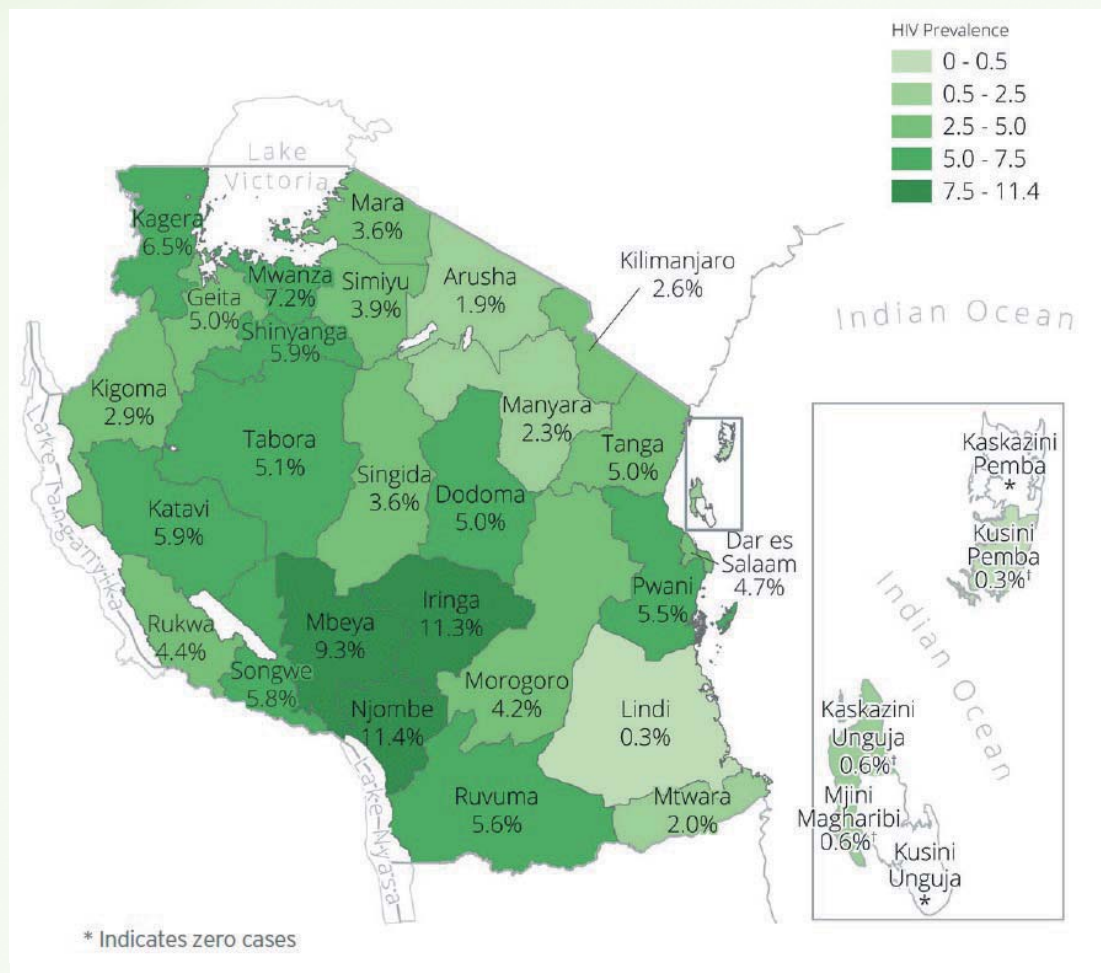 HIV Prevalence
0 - 0.5
0.5 - 2.5
2.5 - 5.0
5.0 - 7.5
7.5 - 11.4
Lake
Victoria
Kagera
6.5%
Mara
3.6%
Mwanza
7.2%
Simiyu
3.9%
Arusha
1.9%
Kilimanjaro
2.6%
Geita
5.0%
Shinyanga
5.9%
Indian Ocean
Kigoma
2.9%
Tabora
5.1%
Singida
3.6%
Manyara
2.3%
Tanga
5.0%
Dodoma
5.0%
Katavi
5.9%
Lake Tanganyika
Dar es
Salaam
4.7%
Pwani
5.5%
Rukwa
4.4%
Mbeya
9.3%
Iringa
11.3%
Songwe
5.8%
Njombe
11.4%
Morogoro
4.2%
Lindi
0.3%
Lake Nyasa
Ruvuma
5.6%
Mtwara
2.0%
Kaskazini
Pemba
*
Kusini
Pemba
0.3%†
Indian Ocean
Kaskazini
Unguja
0.6%†
Mjini
Magharibi
0.6%†
Kusini
Unguja
*
* Indicates zero cases